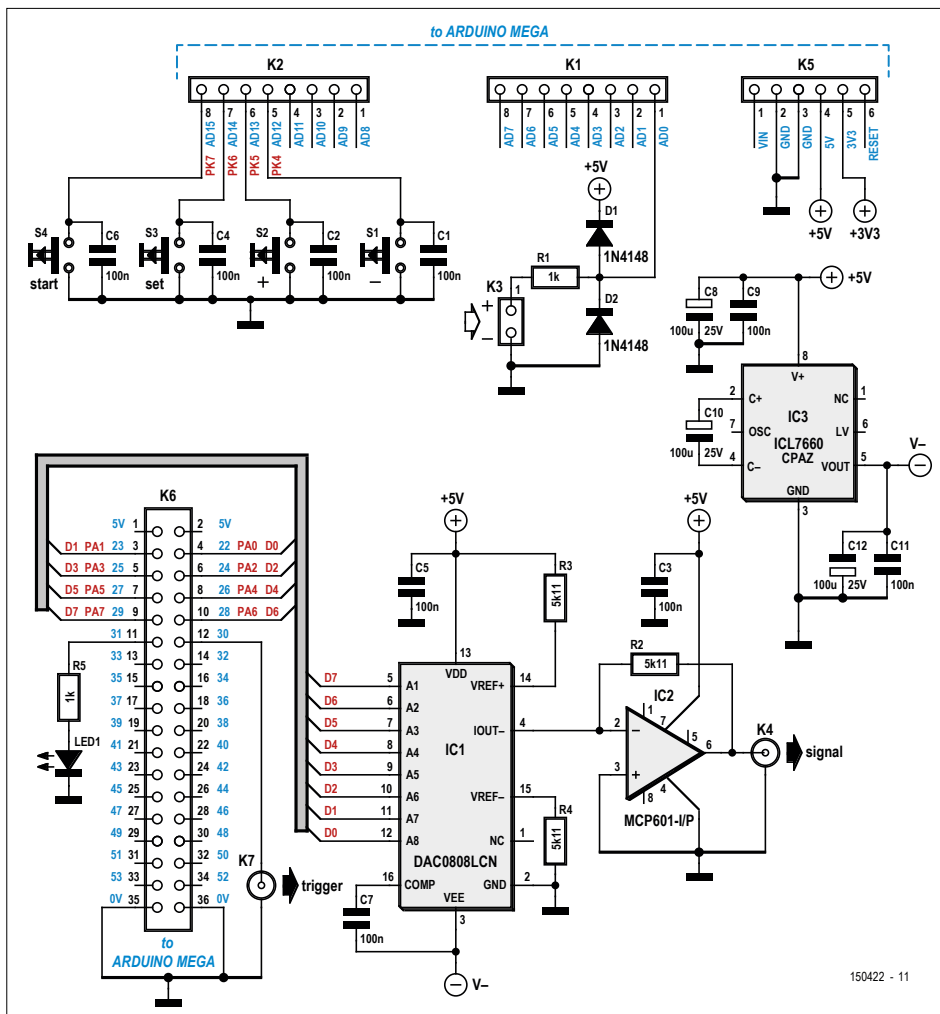 to ARDUINO MEGA
K2
K1
K5
8 7 6 5 4 3 2 1
8 7 6 5 4 3 2 1
1 2 3 4 5 6
AD15 AD14 AD13 AD12 AD11 AD10 AD9 AD8
AD7 AD6 AD5 AD4 AD3 AD2 AD1 AD0
VIN GND GND 5V 3V3 RESET
PK7 PK6 PK5 PK4
+5V
+5V
+3V3
S4
C6
100n
start
S3
C4
100n
set
S2
C2
100n
+
S1
C1
100n
–
D1
1N4148
R1
1k
K3
1
+
–
D2
1N4148
+5V
C8
100u
25V
C9
100n
8
V+
2
C+
NC
1
IC3
7
OSC
LV
6
ICL7660
CPAZ
4
C–
VOUT
5
V–
GND
3
C10
100u
25V
C12
100u
25V
C11
100n
K6
5V 1 2 5V
D1 PA1 23 3 4 22 PA0 D0
D3 PA3 25 5 6 24 PA2 D2
D5 PA5 27 7 8 26 PA4 D4
D7 PA7 29 9 10 28 PA6 D6
31 11 12 30
33 13 14 32
35 15 16 34
37 17 18 36
39 19 20 38
41 21 22 40
43 23 24 42
45 25 26 44
47 27 28 46
49 29 30 48
51 31 32 50
53 33 34 52
0V 35 36 0V
R5
1k
LED1
to
ARDUINO MEGA
K7
trigger
+5V
C5
100n
R3
5k11
13
VDD
D7 5 A1 VREF+ 14
D6 6 A2
D5 7 A3 IOUT– 4
D4 8 A4
IC1
D3 9 A5
D2 10 A6 VREF– 15
D1 11 A7
D0 12 A8 NC 1
DAC0808LCN
16 COMP GND 2
VEE
3
C7
100n
V–
R4
5k11
+5V
C3
100n
R2
5k11
IC2
1
7
2
–
5
6
3
+
4
8
MCP601-I/P
K4
signal
150422 - 11